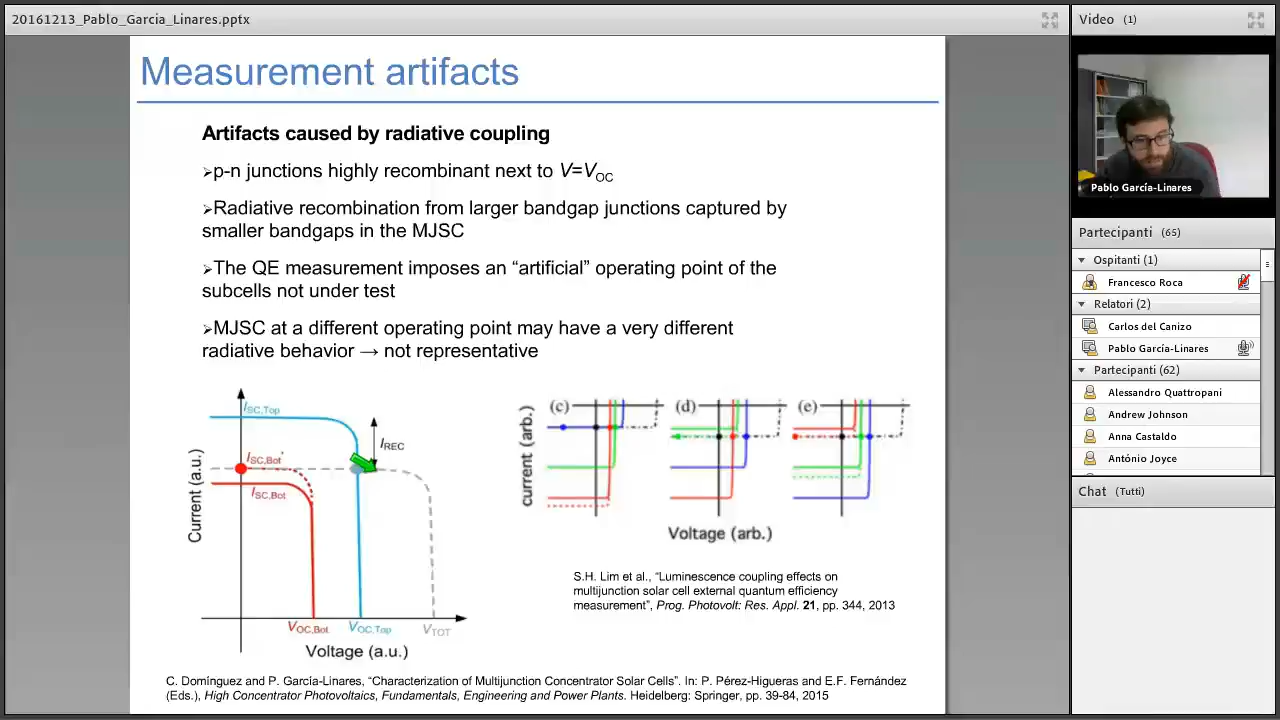 20161213_Pablo_Garcia_Linares.pptx
Measurement artifacts
Artifacts caused by radiative coupling
➢p-n junctions highly recombinant next to V=VOC
➢Radiative recombination from larger bandgap junctions captured by
smaller bandgaps in the MJSC
➢The QE measurement imposes an “artificial” operating point of the
subcells not under test
➢MJSC at a different operating point may have a very different
radiative behavior → not representative
ISC,Top
IREC
ISC,Bot'
ISC,Bot
Current (a.u.)
VOC,Bot
VOC,Top
VTOT
Voltage (a.u.)
(c)
(d)
(e)
current (arb.)
Voltage (arb.)
S.H. Lim et al., “Luminescence coupling effects on
multijunction solar cell external quantum efficiency
measurement”, Prog. Photovolt: Res. Appl. 21, pp. 344, 2013
C. Domínguez and P. García-Linares, “Characterization of Multijunction Concentrator Solar Cells”. In: P. Pérez-Higueras and E.F. Fernández
(Eds.), High Concentrator Photovoltaics, Fundamentals, Engineering and Power Plants. Heidelberg: Springer, pp. 39-84, 2015
Video (1)
Pablo García-Linares
Partecipanti (65)
Ospitanti (1)
Francesco Roca
Relatori (2)
Carlos del Canizo
Pablo García-Linares
Partecipanti (62)
Alessandro Quattropani
Andrew Johnson
Anna Castaldo
António Joyce
Chat (Tutti)